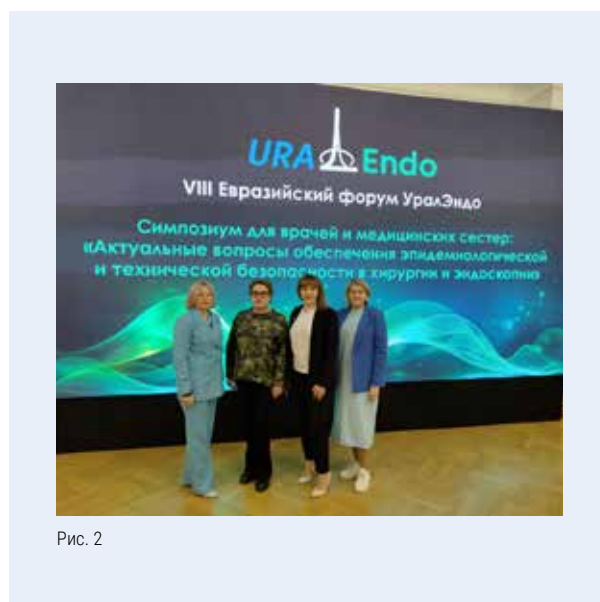 URA Endo
VIII Евразийский форум УралЭндо
Симпозиум для врачей и медицинских сестер:
«Актуальные вопросы обеспечения эпидемиологической
и технической безопасности в хирургии и эндоскопии»
Рис. 2